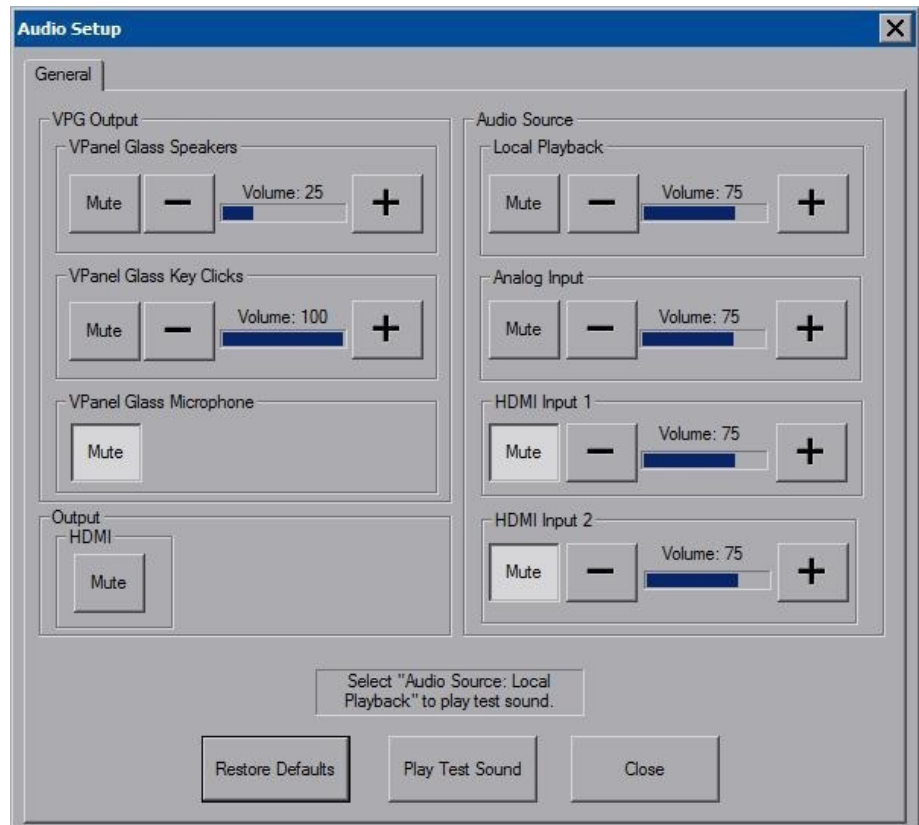 Audio Setup
General
VPG Output
VPanel Glass Speakers
Mute
Volume: 25
VPanel Glass Key Clicks
Mute
Volume: 100
VPanel Glass Microphone
Mute
Output
HDMI
Mute
Audio Source
Local Playback
Mute
Volume: 75
Analog Input
Mute
Volume: 75
HDMI Input 1
Mute
Volume: 75
HDMI Input 2
Mute
Volume: 75
Select "Audio Source: Local
Playback" to play test sound.
Restore Defaults
Play Test Sound
Close